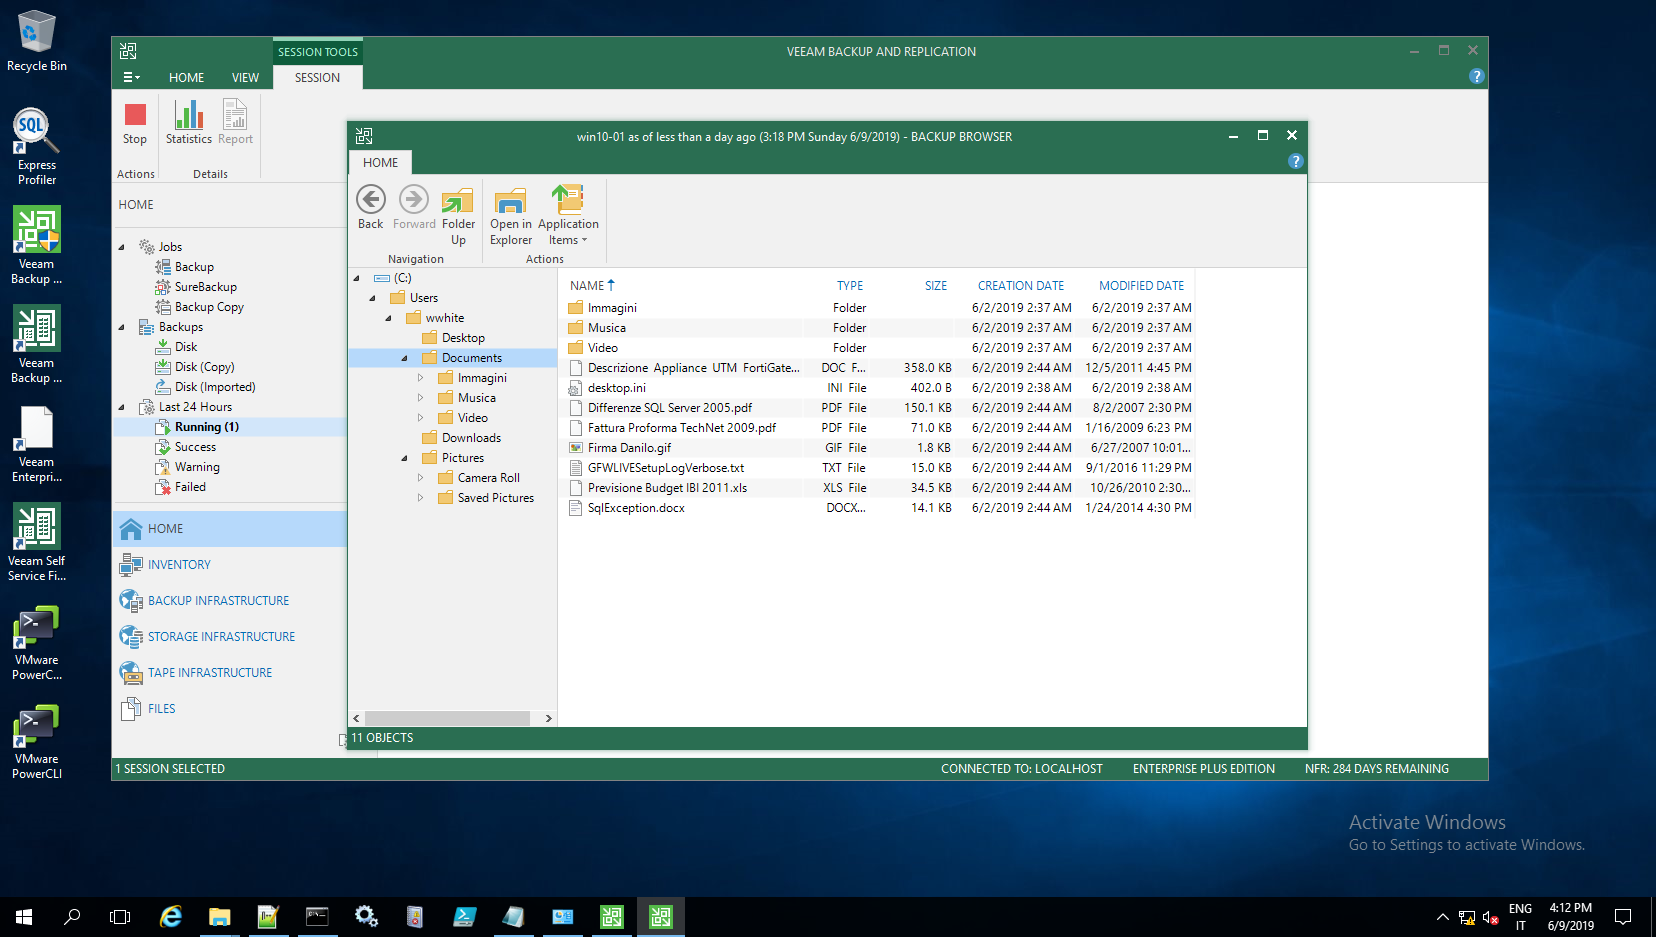 Recycle Bin
SQL
Express
Profiler
Veeam
Backup ...
Veeam
Backup ...
Veeam
Enterpri...
Veeam Self
Service Fi...
VMware
PowerC...
VMware
PowerCLI
SESSION TOOLS
VEEAM BACKUP AND REPLICATION
HOME
VIEW
SESSION
?
Stop
Statistics
Report
Actions
Details
HOME
Jobs
Backup
SureBackup
Backup Copy
Backups
Disk
Disk (Copy)
Disk (Imported)
Last 24 Hours
Running (1)
Success
Warning
Failed
HOME
INVENTORY
BACKUP INFRASTRUCTURE
STORAGE INFRASTRUCTURE
TAPE INFRASTRUCTURE
FILES
win10-01 as of less than a day ago (3:18 PM Sunday 6/9/2019) - BACKUP BROWSER
HOME
?
Back
Forward
Folder
Up
Open in
Explorer
Application
Items
Navigation
Actions
(C:)
Users
wwhite
Desktop
Documents
Immagini
Musica
Video
Downloads
Pictures
Camera Roll
Saved Pictures
NAME TYPE SIZE CREATION DATE MODIFIED DATE
Immagini Folder 6/2/2019 2:37 AM 6/2/2019 2:37 AM
Musica Folder 6/2/2019 2:37 AM 6/2/2019 2:37 AM
Video Folder 6/2/2019 2:37 AM 6/2/2019 2:37 AM
Descrizione Appliance UTM FortiGate... DOC F... 358.0 KB 6/2/2019 2:44 AM 12/5/2011 4:45 PM
desktop.ini INI File 402.0 B 6/2/2019 2:38 AM 6/2/2019 2:38 AM
Differenze SQL Server 2005.pdf PDF File 150.1 KB 6/2/2019 2:44 AM 8/2/2007 2:30 PM
Fattura Proforma TechNet 2009.pdf PDF File 71.0 KB 6/2/2019 2:44 AM 1/16/2009 6:23 PM
Firma Danilo.gif GIF File 1.8 KB 6/2/2019 2:44 AM 6/27/2007 10:01...
GFWLIVESetupLogVerbose.txt TXT File 15.0 KB 6/2/2019 2:44 AM 9/1/2016 11:29 PM
Previsione Budget IBI 2011.xls XLS File 34.5 KB 6/2/2019 2:44 AM 10/26/2010 2:30...
SqlException.docx DOCX... 14.1 KB 6/2/2019 2:44 AM 1/24/2014 4:30 PM
11 OBJECTS
1 SESSION SELECTED
CONNECTED TO: LOCALHOST
ENTERPRISE PLUS EDITION
NFR: 284 DAYS REMAINING
Activate Windows
Go to Settings to activate Windows.
ENG
IT
4:12 PM
6/9/2019